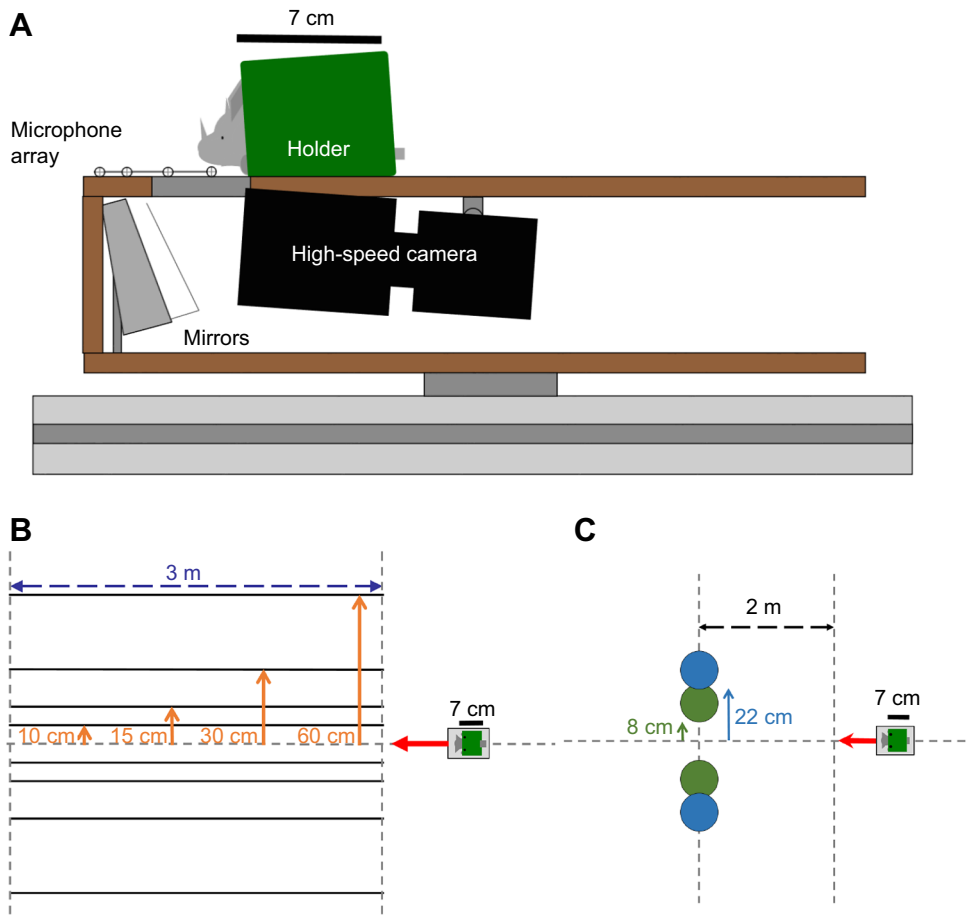 A
7 cm
Microphone
array
Holder
High-speed camera
Mirrors
B
3 m
10 cm
15 cm
30 cm
60 cm
7 cm
C
2 m
8 cm
22 cm
7 cm